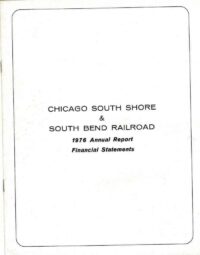 CHICAGO SOUTH SHORE
&
SOUTH BEND RAILROAD
1976 Annual Report
Financial Statements